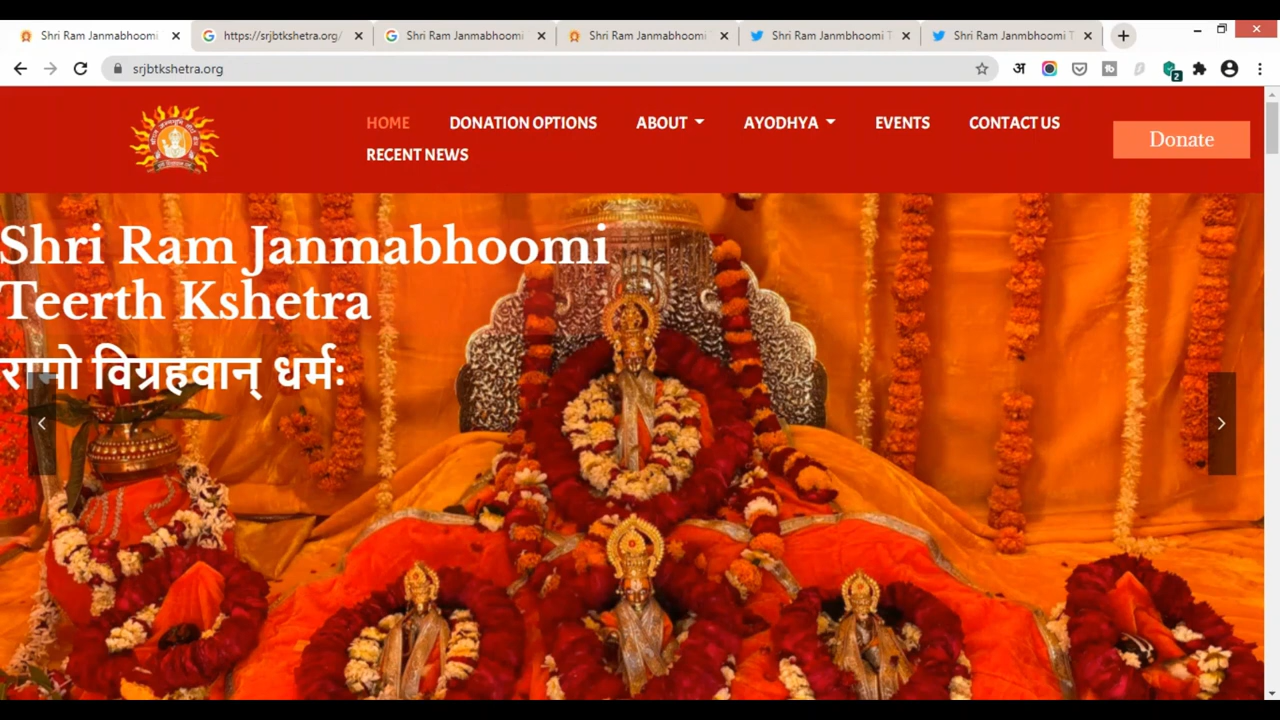 Shri Ram Janmabhoomi
https://srjbtkshetra.org/
Shri Ram Janmabhoomi
Shri Ram Janmabhoomi T
Shri Ram Janmbhoomi T
Shri Ram Janmbhoomi T
srjbtkshetra.org
अ
2
HOME DONATION OPTIONS ABOUT AYODHYA EVENTS CONTACT US
RECENT NEWS
Donate
Shri Ram Janmabhoomi
Teerth Kshetra
रामो विग्रहवान् धर्मः